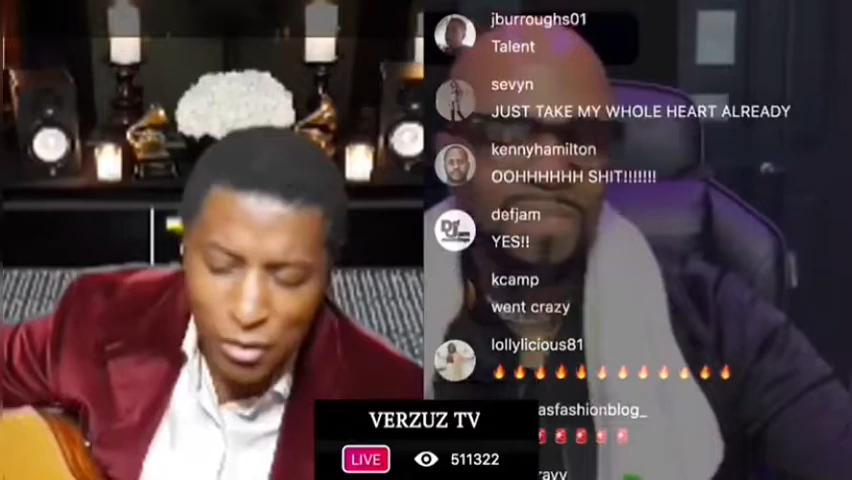 jburroughs01
Talent
sevyn
JUST TAKE MY WHOLE HEART ALREADY
kennyhamilton
OOHHHHHH SHIT!!!!!!!
defjam
YES!!
kcamp
went crazy
lollylicious81
🔥🔥🔥🔥🔥🔥🔥🔥🔥🔥🔥🔥
asfashionblog_
VERZUZ TV
LIVE 511322